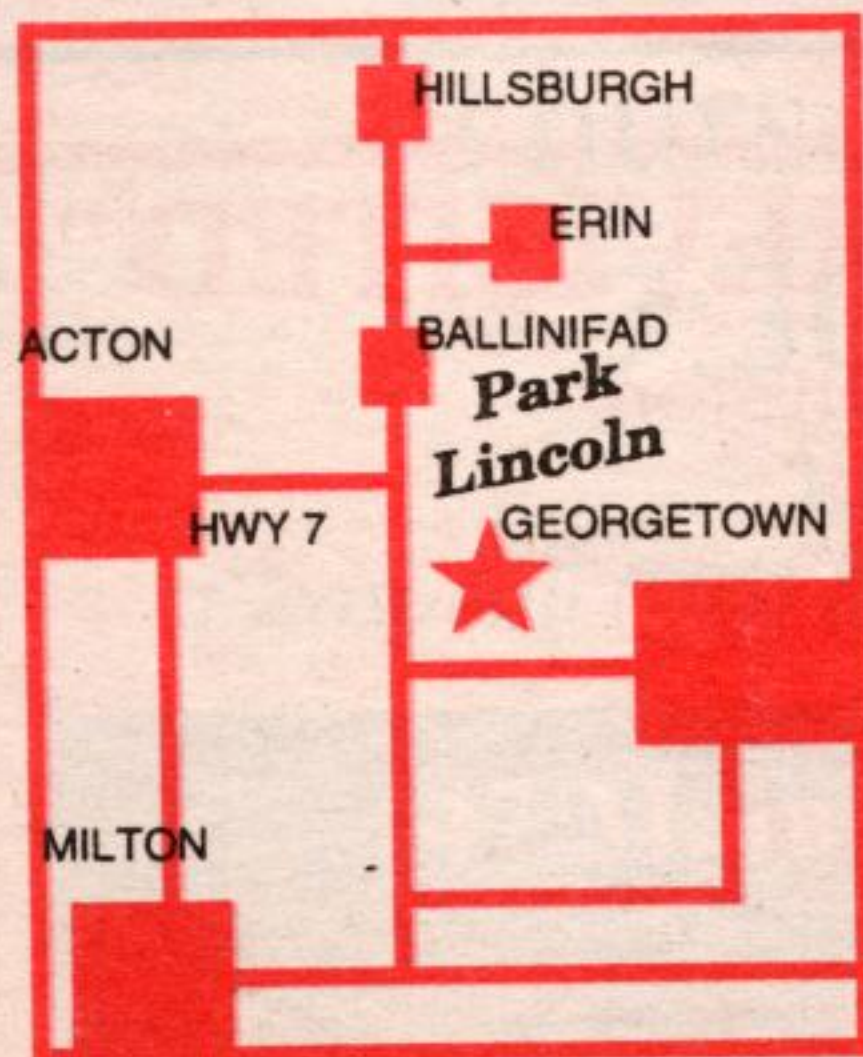 HILLSBURGH
ERIN
ACTON
BALLINIFAD
Park
Lincoln
HWY 7
GEORGETOWN
MILTON